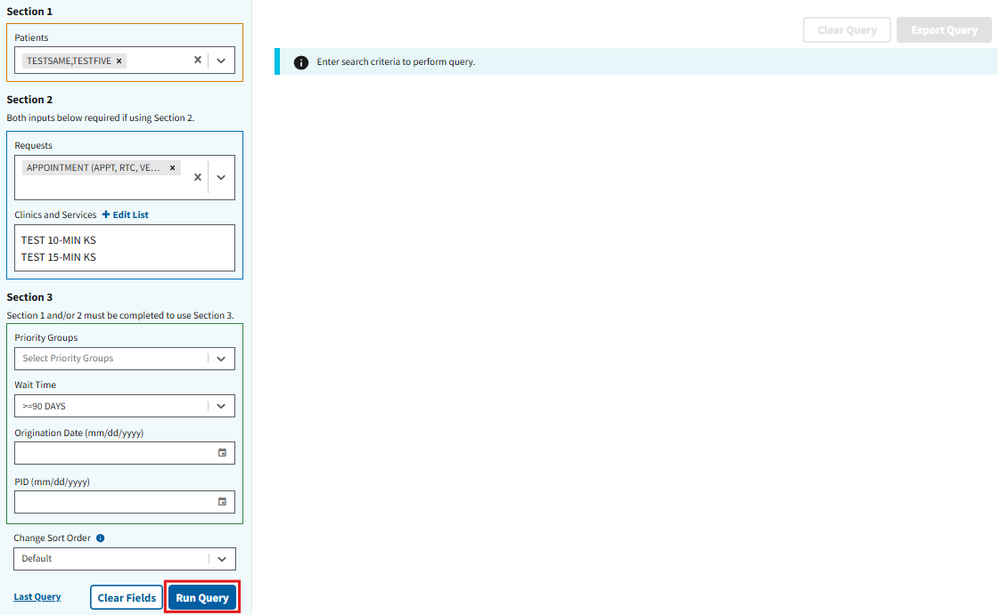 Section 1
Patients
TESTSAME,TESTFIVE ×
Section 2
Both inputs below required if using Section 2.
Requests
APPOINTMENT (APPT, RTC, VE... ×
Clinics and Services + Edit List
TEST 10-MIN KS
TEST 15-MIN KS
Section 3
Section 1 and/or 2 must be completed to use Section 3.
Priority Groups
Select Priority Groups
Wait Time
>=90 DAYS
Origination Date (mm/dd/yyyy)
PID (mm/dd/yyyy)
Change Sort Order
Default
Last Query Clear Fields Run Query
Clear Query Export Query
Enter search criteria to perform query.